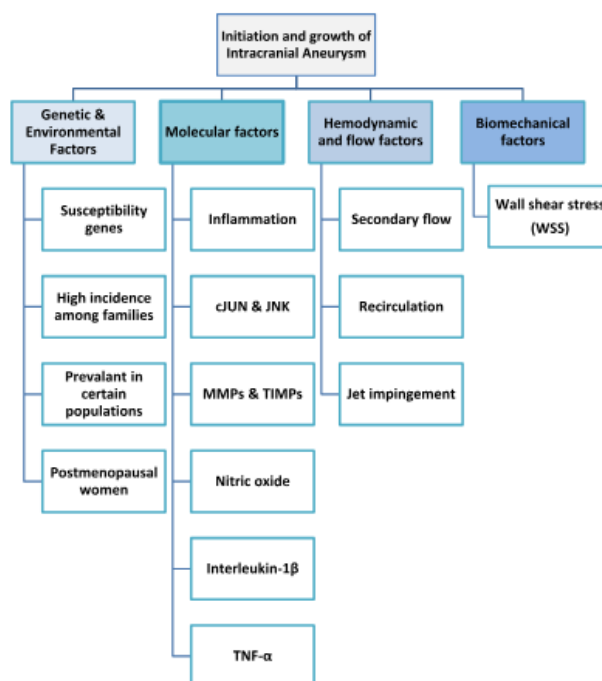 Initiation and growth of
Intracranial Aneurysm
Genetic &
Environmental
Factors
Molecular factors
Hemodynamic
and flow factors
Biomechanical
factors
Susceptibility
genes
High incidence
among families
Prevalant in
certain
populations
Postmenopausal
women
Inflammation
cJUN & JNK
MMPs & TIMPs
Nitric oxide
Interleukin-1β
TNF-α
Secondary flow
Recirculation
Jet impingement
Wall shear stress
(WSS)